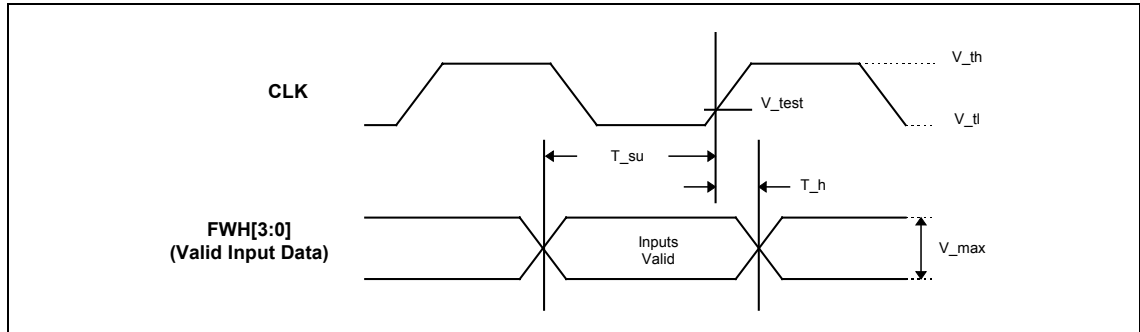 V_th
CLK
V_test
V_tl
T_su
T_h
FWH[3:0]
(Valid Input Data)
Inputs
Valid
V_max